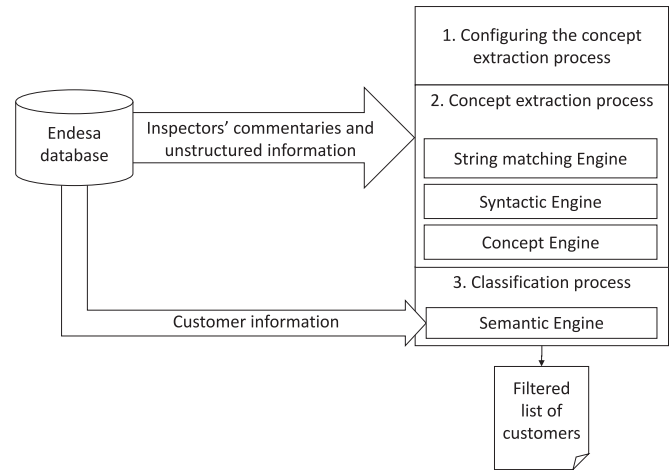 1. Configuring the concept
extraction process
2. Concept extraction process
Endesa
database
Inspectors' commentaries and
unstructured information
String matching Engine
Syntactic Engine
Concept Engine
3. Classification process
Customer information
Semantic Engine
Filtered
list of
customers